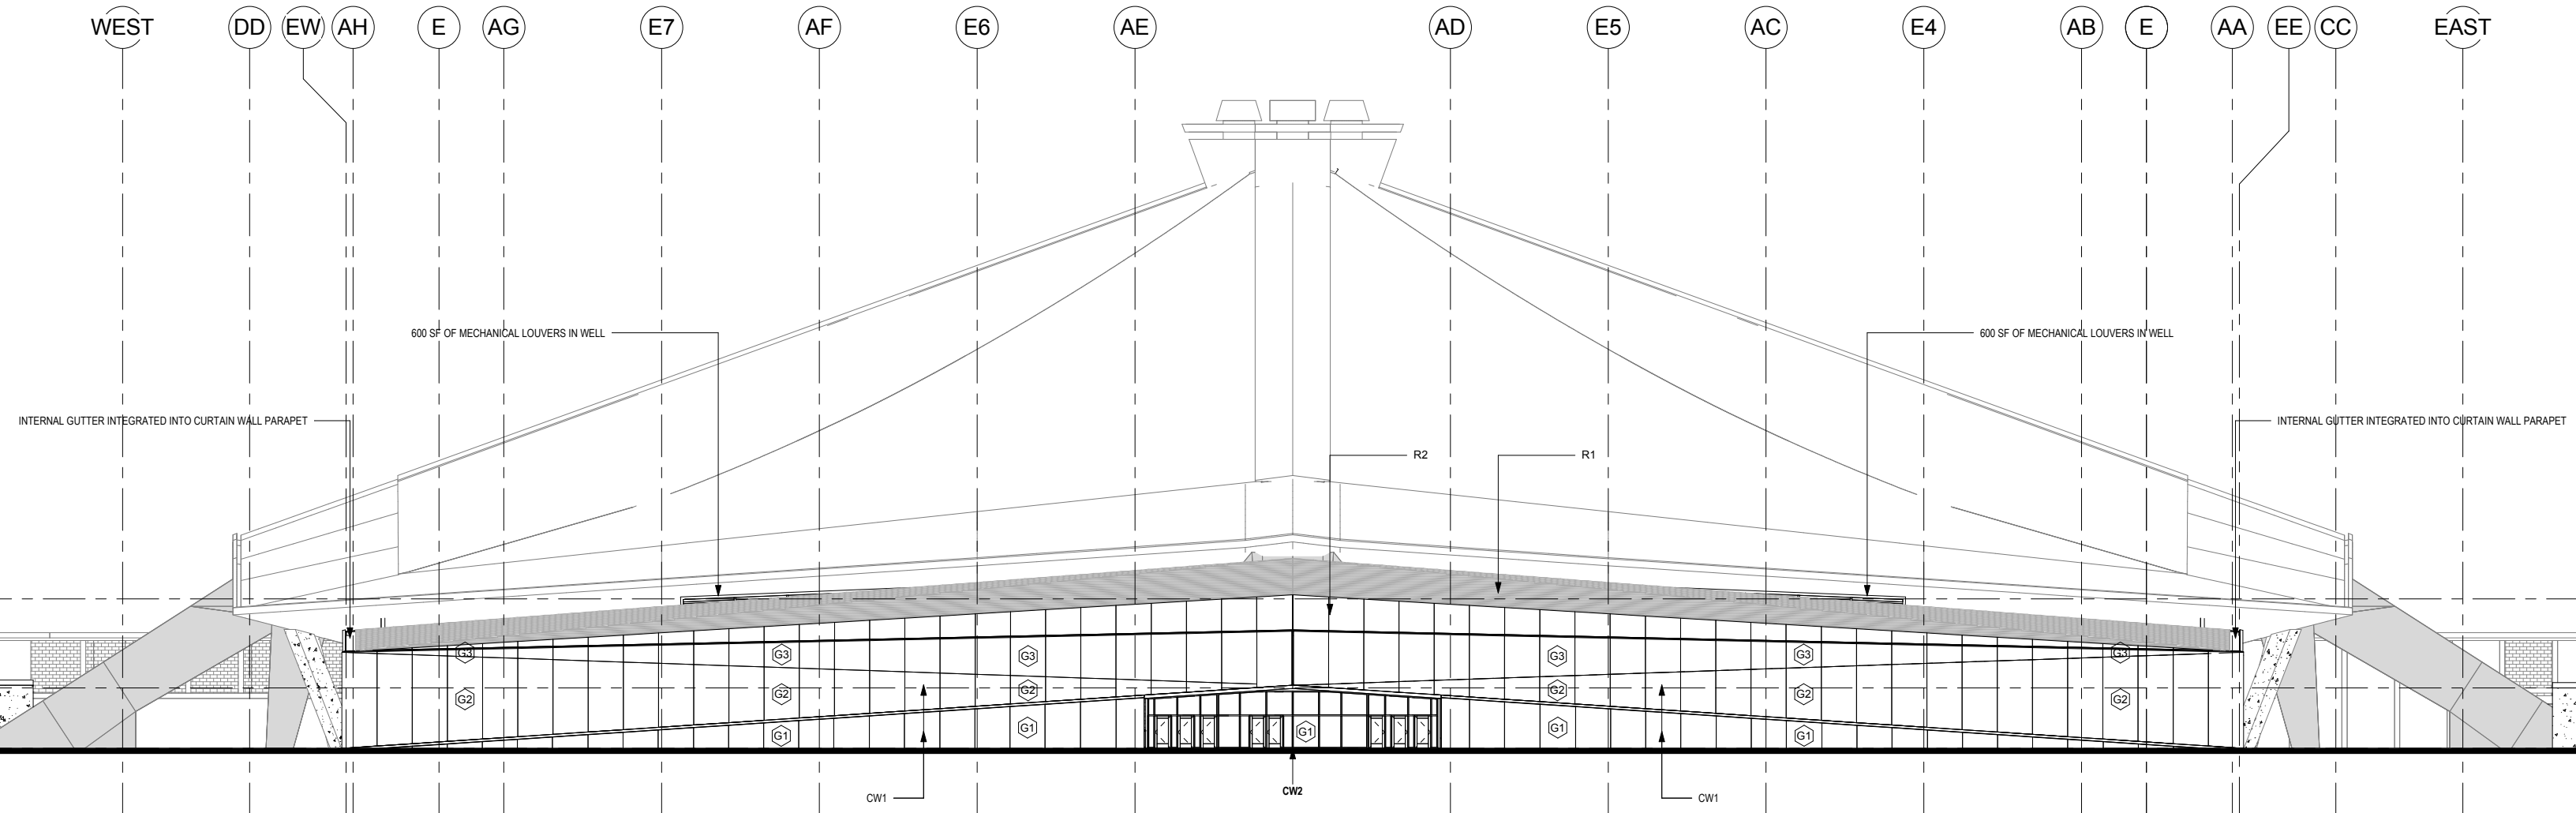 WEST DD EW AH E AG E7 AF E6 AE AD E5 AC E4 AB E AA EE CC EAST
600 SF OF MECHANICAL LOUVERS IN WELL
600 SF OF MECHANICAL LOUVERS IN WELL
INTERNAL GUTTER INTEGRATED INTO CURTAIN WALL PARAPET
INTERNAL GUTTER INTEGRATED INTO CURTAIN WALL PARAPET
R2 R1
G3 G3 G3 G3 G3 G3
G2 G2 G2 G2 G2 G2
G1 G1 G1 G1 G1
CW1 CW2 CW1